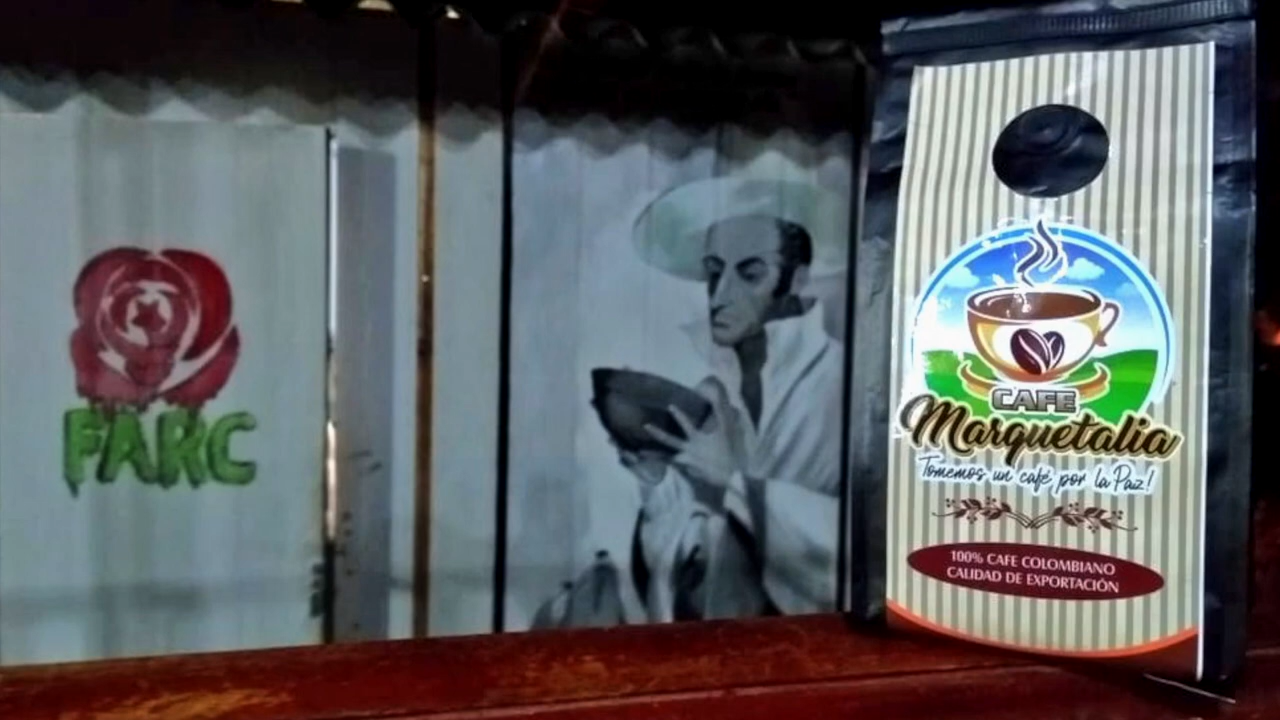 FARC
CAFE
Marquetalia
Tomemos un café por la Paz!
100% CAFE COLOMBIANO
CALIDAD DE EXPORTACIÓN